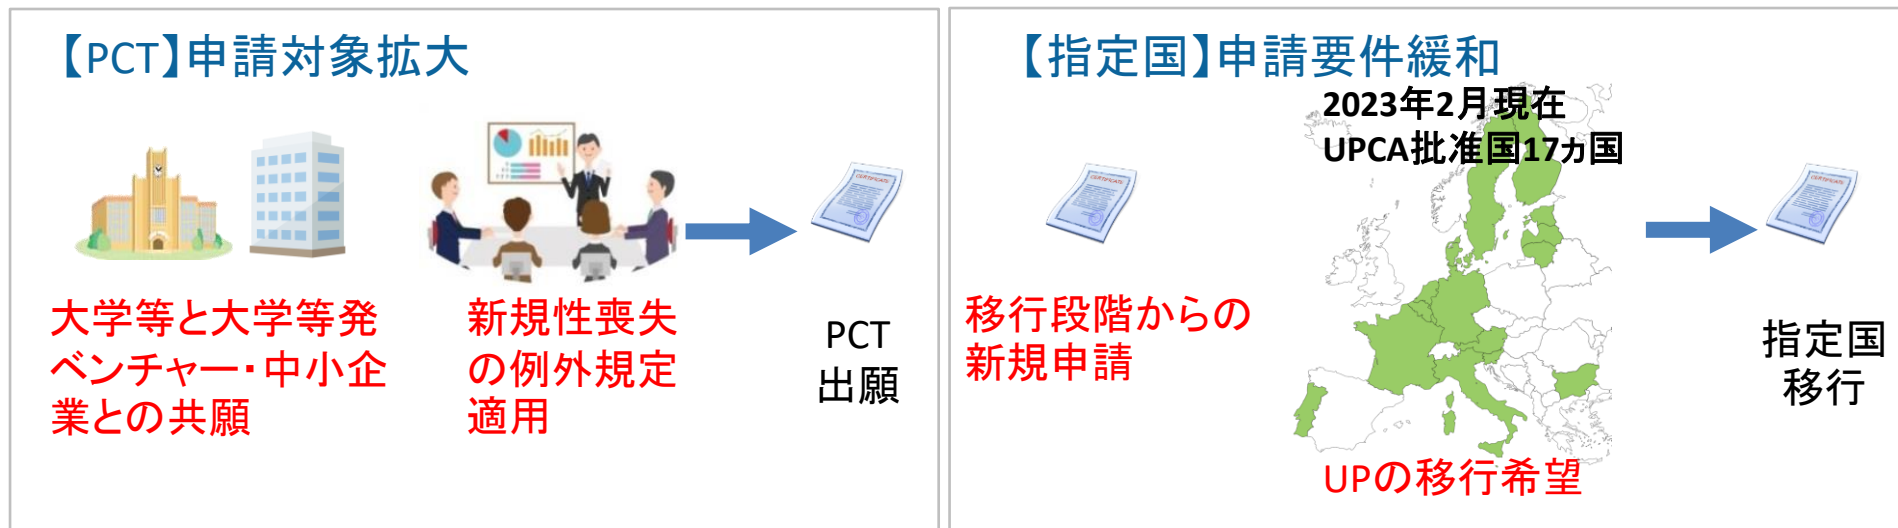 【PCT】申請対象拡大
大学等と大学等発
ベンチャー・中小企
業との共願
新規性喪失
の例外規定
適用
PCT
出願
【指定国】申請要件緩和
2023年2月現在
UPCA批准国17ヵ国
移行段階からの
新規申請
UPの移行希望
指定国
移行
CERTIFICATE
CERTIFICATE
CERTIFICATE